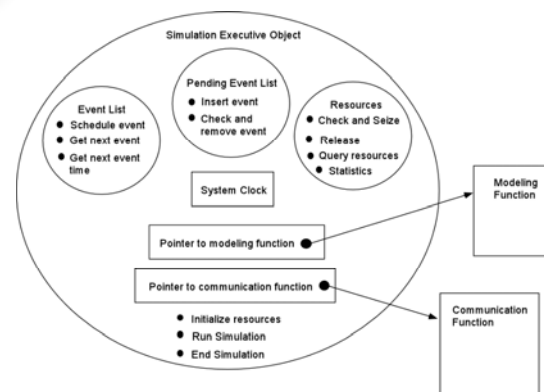 Simulation Executive Object
Pending Event List
Insert event
Check and
remove event
Event List
Schedule event
Get next event
Get next event
time
Resources
Check and Seize
Release
Query resources
Statistics
System Clock
Modeling
Function
Pointer to modeling function
Pointer to communication function
Communication
Function
Initialize resources
Run Simulation
End Simulation